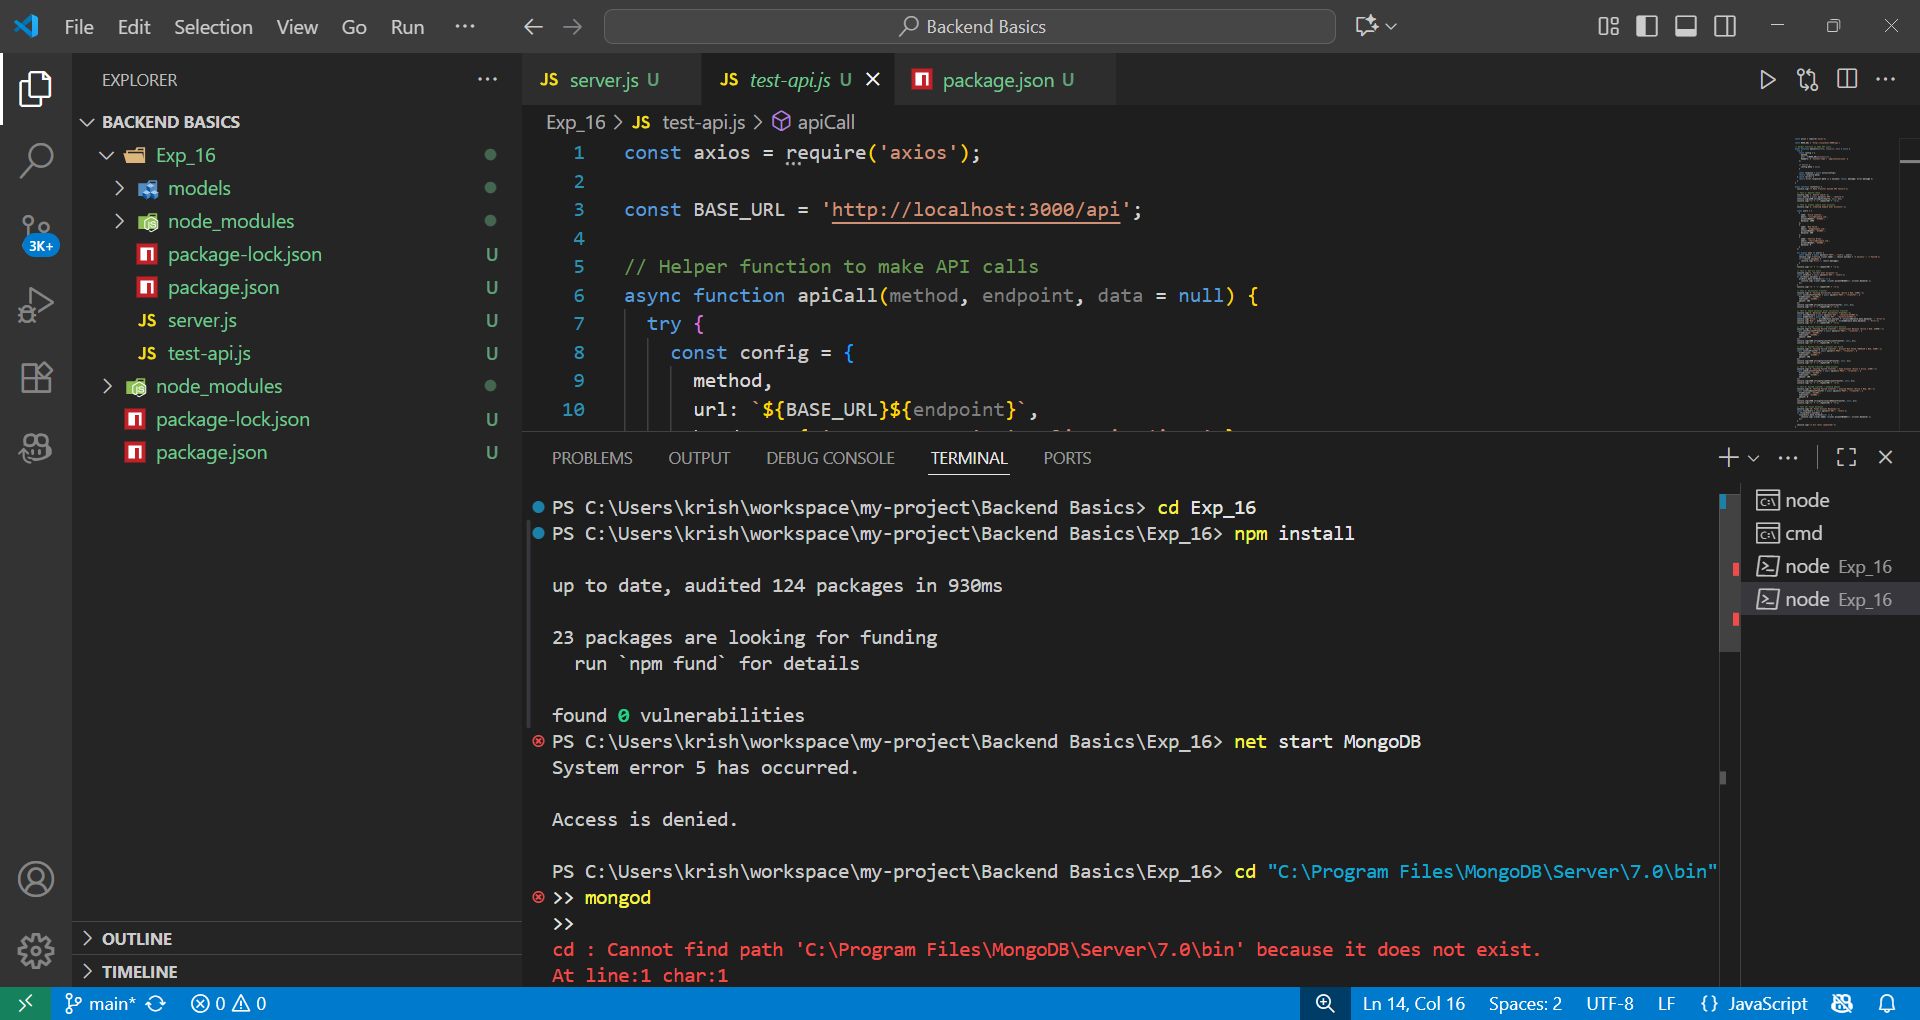 File Edit Selection View Go Run ··· Backend Basics
EXPLORER ···
BACKEND BASICS
Exp_16
models
node_modules
package-lock.json U
package.json U
JS server.js U
JS test-api.js U
node_modules
package-lock.json U
package.json U
3K+
OUTLINE
TIMELINE
JS server.js U JS test-api.js U package.json U
Exp_16 > JS test-api.js > apiCall
1 const axios = require('axios');
2
3 const BASE_URL = 'http://localhost:3000/api';
4
5 // Helper function to make API calls
6 async function apiCall(method, endpoint, data = null) {
7 try {
8 const config = {
9 method,
10 url: `${BASE_URL}${endpoint}`,
PROBLEMS OUTPUT DEBUG CONSOLE TERMINAL PORTS
PS C:\Users\krish\workspace\my-project\Backend Basics> cd Exp_16
PS C:\Users\krish\workspace\my-project\Backend Basics\Exp_16> npm install
up to date, audited 124 packages in 930ms
23 packages are looking for funding
run `npm fund` for details
found 0 vulnerabilities
PS C:\Users\krish\workspace\my-project\Backend Basics\Exp_16> net start MongoDB
System error 5 has occurred.
Access is denied.
PS C:\Users\krish\workspace\my-project\Backend Basics\Exp_16> cd "C:\Program Files\MongoDB\Server\7.0\bin"
>> mongod
>>
cd : Cannot find path 'C:\Program Files\MongoDB\Server\7.0\bin' because it does not exist.
At line:1 char:1
node
cmd
node Exp_16
node Exp_16
main* 0 0 Ln 14, Col 16 Spaces: 2 UTF-8 LF {} JavaScript